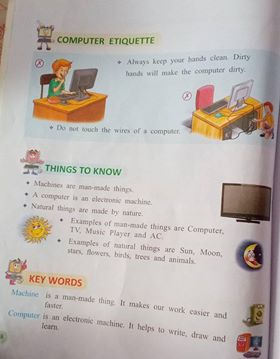 COMPUTER ETIQUETTE
Always keep your hands clean. Dirty
hands will make the computer dirty.
Do not touch the wires of a computer.
THINGS TO KNOW
Machines are man-made things.
A computer is an electronic machine.
Natural things are made by nature.
Examples of man-made things are Computer,
TV, Music Player and AC.
Examples of natural things are Sun, Moon,
stars, flowers, birds, trees and animals.
KEY WORDS
Machine is a man-made thing. It makes our work easier and
faster.
Computer is an electronic machine. It helps to write, draw and
learn.